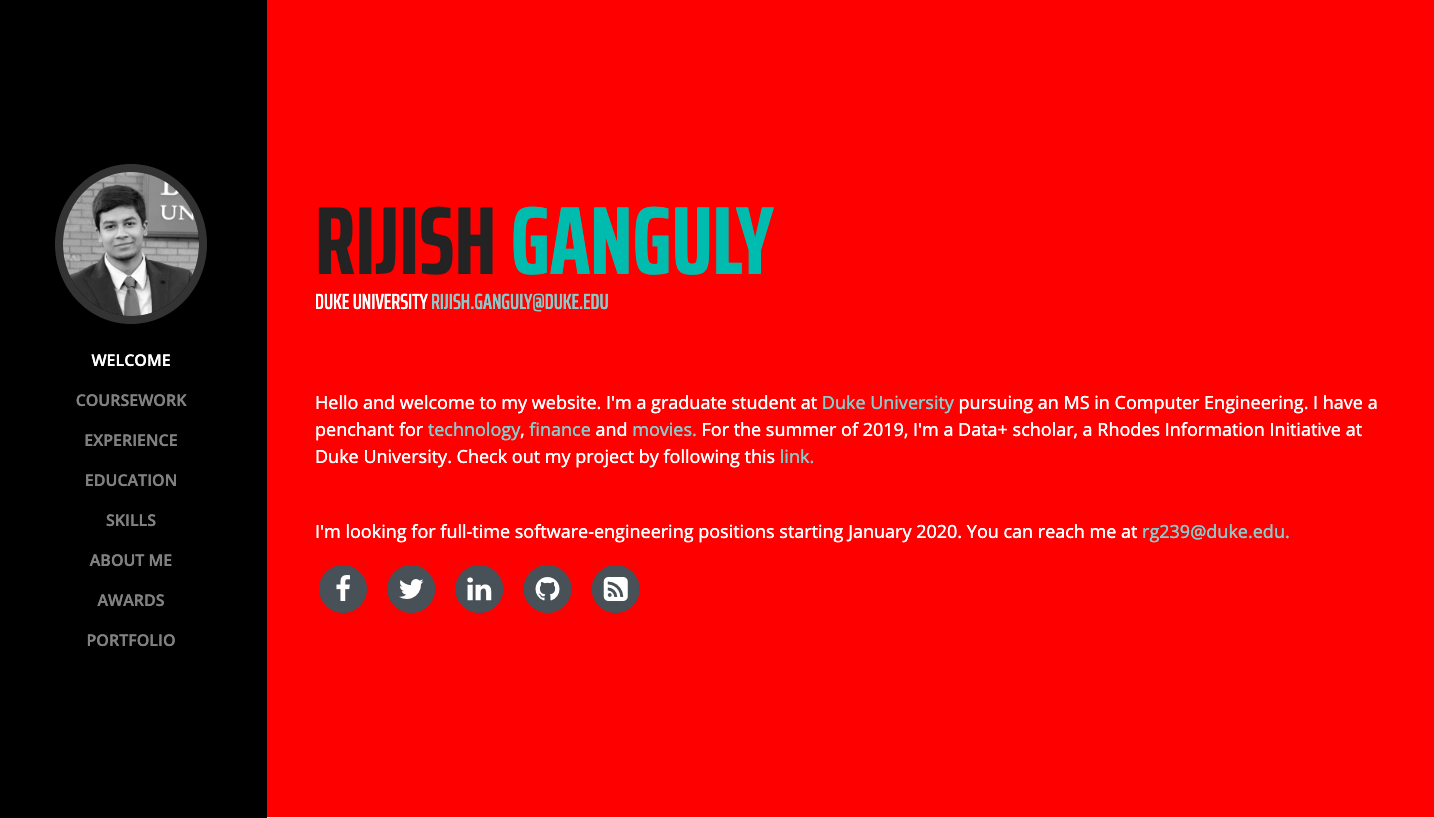 D
UN
WELCOME
COURSEWORK
EXPERIENCE
EDUCATION
SKILLS
ABOUT ME
AWARDS
PORTFOLIO
RIJISH GANGULY
DUKE UNIVERSITY RIJISH.GANGULY@DUKE.EDU
Hello and welcome to my website. I'm a graduate student at Duke University pursuing an MS in Computer Engineering. I have a
penchant for technology, finance and movies. For the summer of 2019, I'm a Data+ scholar, a Rhodes Information Initiative at
Duke University. Check out my project by following this link.
I'm looking for full-time software-engineering positions starting January 2020. You can reach me at rg239@duke.edu.